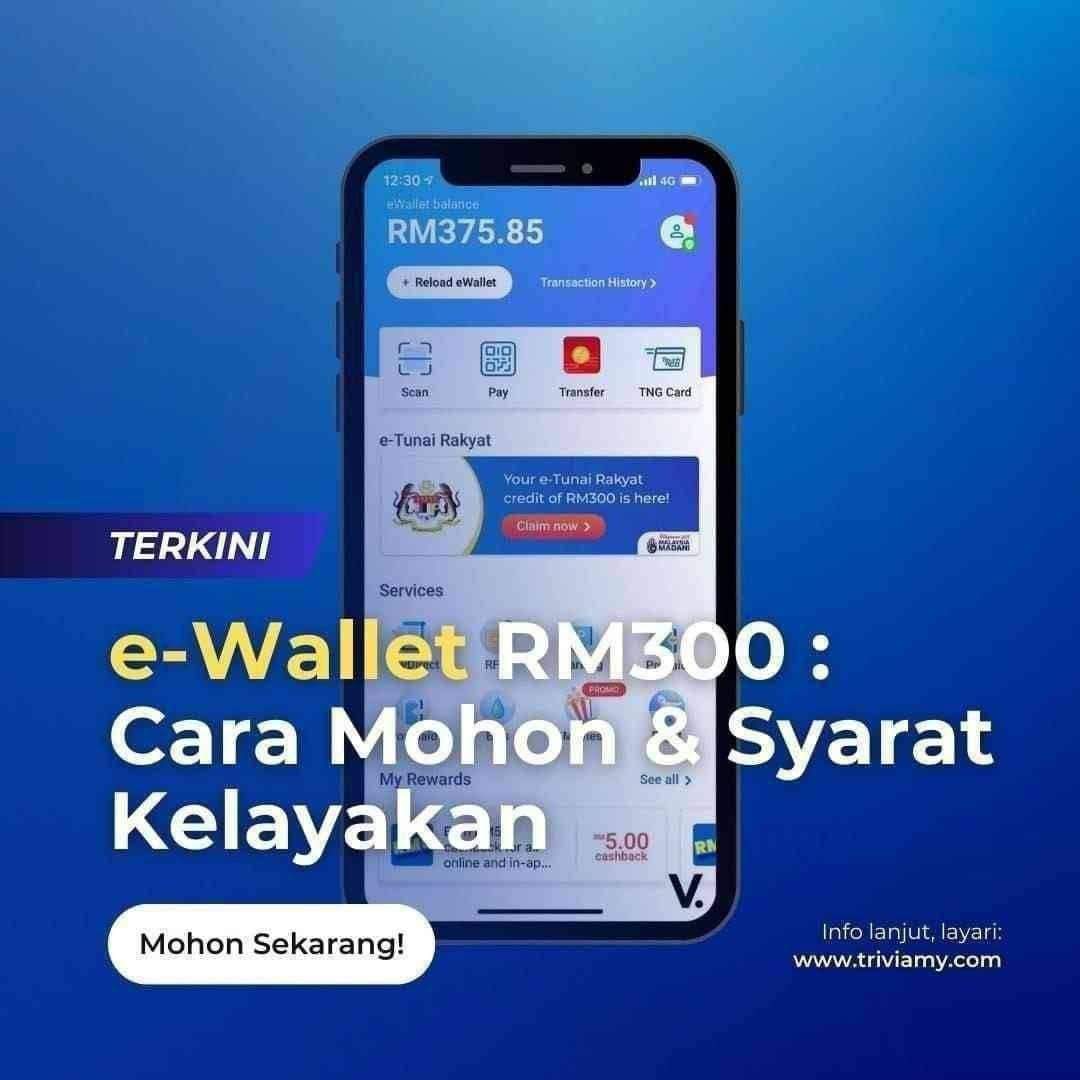 12:30
4G
eWallet balance
RM375.85
+ Reload eWallet
Transaction History >
Scan
Pay
Transfer
TNG Card
e-Tunai Rakyat
Your e-Tunai Rakyat
credit of RM300 is here!
Claim now >
MALAYSIA
MADANI
TERKINI
Services
e-Wallet RM300 :
PROMO
Cara Mohon & Syarat
My Rewards
See all >
Kelayakan
RM5.00
cashback
online and in-ap...
V.
Mohon Sekarang!
Info lanjut, layari:
www.triviamy.com